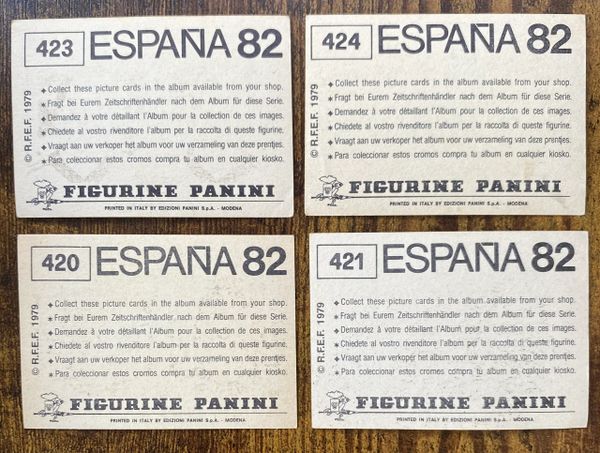 423 ESPAÑA 82
◆ Collect these picture cards in the album available from your shop.
★ Fragt bei Eurem Zeitschriftenhändler nach dem Album für diese Serie.
◆ Demandez à votre détaillant l'album pour la collection de ces images.
★ Chiedete al vostro rivenditore l'album per la raccolta di queste figurine.
◆ Vraagt aan uw verkoper het album voor uw verzameling van deze prentjes.
★ Para coleccionar estos cromos compra tu album en cualquier kiosko.
© R.F.E.F. 1979
FIGURINE PANINI
PRINTED IN ITALY BY EDIZIONI PANINI S.p.A. - MODENA
424 ESPAÑA 82
◆ Collect these picture cards in the album available from your shop.
★ Fragt bei Eurem Zeitschriftenhändler nach dem Album für diese Serie.
◆ Demandez à votre détaillant l'album pour la collection de ces images.
★ Chiedete al vostro rivenditore l'album per la raccolta di queste figurine.
◆ Vraagt aan uw verkoper het album voor uw verzameling van deze prentjes.
★ Para coleccionar estos cromos compra tu album en cualquier kiosko.
© R.F.E.F. 1979
FIGURINE PANINI
PRINTED IN ITALY BY EDIZIONI PANINI S.p.A. - MODENA
420 ESPAÑA 82
◆ Collect these picture cards in the album available from your shop.
★ Fragt bei Eurem Zeitschriftenhändler nach dem Album für diese Serie.
◆ Demandez à votre détaillant l'album pour la collection de ces images.
★ Chiedete al vostro rivenditore l'album per la raccolta di queste figurine.
◆ Vraagt aan uw verkoper het album voor uw verzameling van deze prentjes.
★ Para coleccionar estos cromos compra tu album en cualquier kiosko.
© R.F.E.F. 1979
FIGURINE PANINI
PRINTED IN ITALY BY EDIZIONI PANINI S.p.A. - MODENA
421 ESPAÑA 82
◆ Collect these picture cards in the album available from your shop.
★ Fragt bei Eurem Zeitschriftenhändler nach dem Album für diese Serie.
◆ Demandez à votre détaillant l'album pour la collection de ces images.
★ Chiedete al vostro rivenditore l'album per la raccolta di queste figurine.
◆ Vraagt aan uw verkoper het album voor uw verzameling van deze prentjes.
★ Para coleccionar estos cromos compra tu album en cualquier kiosko.
© R.F.E.F. 1979
FIGURINE PANINI
PRINTED IN ITALY BY EDIZIONI PANINI S.p.A. - MODENA